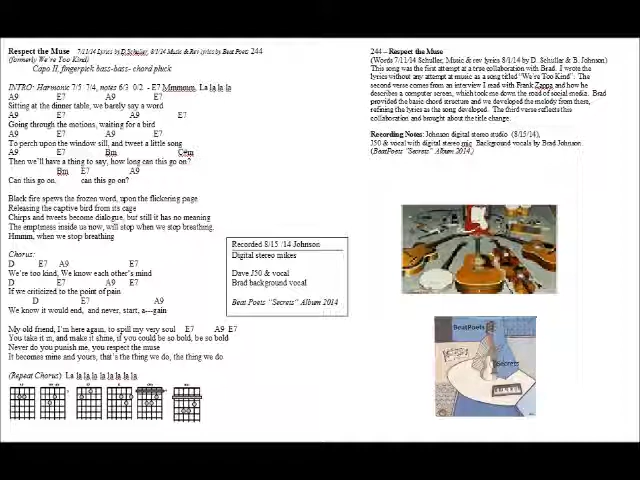 Respect the Muse 7/11/14 Lyrics by D. Schuller, 8/1/14 Music & Rev lyrics by Beat Poets 244
(formerly We're Too Kind)
Capo II, fingerpick bass-bass- chord pluck
INTRO: Harmonic 7/5 7/4, notes 6/3 0/2 - E7 Mmmmm, La la la la
A9 E7 A9 E7
Sitting at the dinner table, we barely say a word
A9 E7 A9 E7
Going through the motions, waiting for a bird
A9 E7 A9 E7
To perch upon the window sill, and tweet a little song
A9 E7 Bm C#m
Then we'll have a thing to say, how long can this go on?
Bm E7 A9
Can this go on, can this go on?
Black fire spews the frozen word, upon the flickering page
Releasing the captive bird from its cage
Chirps and tweets become dialogue, but still it has no meaning
The emptiness inside us now, will stop when we stop breathing.
Hmmm, when we stop breathing
Chorus:
D E7 A9 E7
We're too kind, We know each other's mind
D E7 A9 E7
If we criticized to the point of pain
D E7 A9
We know it would end, and never, start, a---gain
My old friend, I'm here again, to spill my very soul E7 A9 E7
You take it in, and make it shine, if you could be so bold, be so bold
Never do you punish me, you respect the muse
It becomes mine and yours, that's the thing we do, the thing we do
(Repeat Chorus) La la la la la la la la
Recorded 8/15 /14 Johnson
Digital stereo mikes
Dave J50 & vocal
Brad background vocal
Beat Poets "Secrets" Album 2014
244 – Respect the Muse
(Words 7/11/14 Schuller, Music & rev lyrics 8/1/14 by D. Schuller & B. Johnson)
This song was the first attempt at a true collaboration with Brad. I wrote the
lyrics without any attempt at music as a song titled "We're Too Kind". The
second verse comes from an interview I read with Frank Zappa and how he
describes a computer screen, which took me down the road of social media. Brad
provided the basic chord structure and we developed the melody from there,
refining the lyrics as the song developed. The third verse reflects this
collaboration and brought about the title change.
Recording Notes: Johnson digital stereo studio (8/15/14),
J50 & vocal with digital stereo mic Background vocals by Brad Johnson.
(BeatPoets "Secrets" Album 2014.)
BeatPoets
Secrets